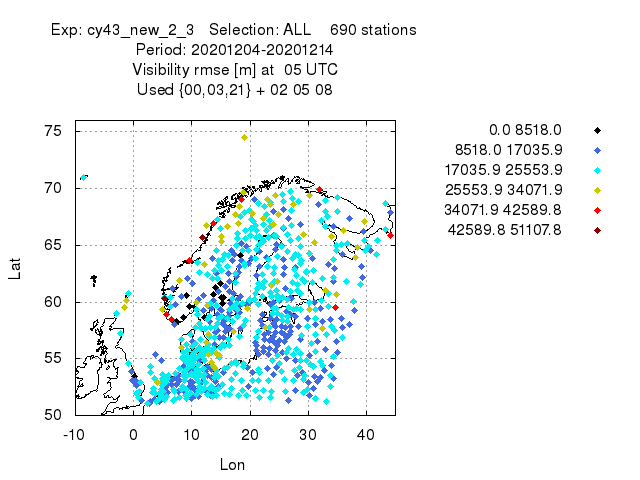 Exp: cy43_new_2_3 Selection: ALL 690 stations
Period: 20201204-20201214
Visibility rmse [m] at 05 UTC
Used {00,03,21} + 02 05 08
0.0 8518.0
8518.0 17035.9
17035.9 25553.9
25553.9 34071.9
34071.9 42589.8
42589.8 51107.8
75
70
65
60
55
50
Lat
-10 0 10 20 30 40
Lon